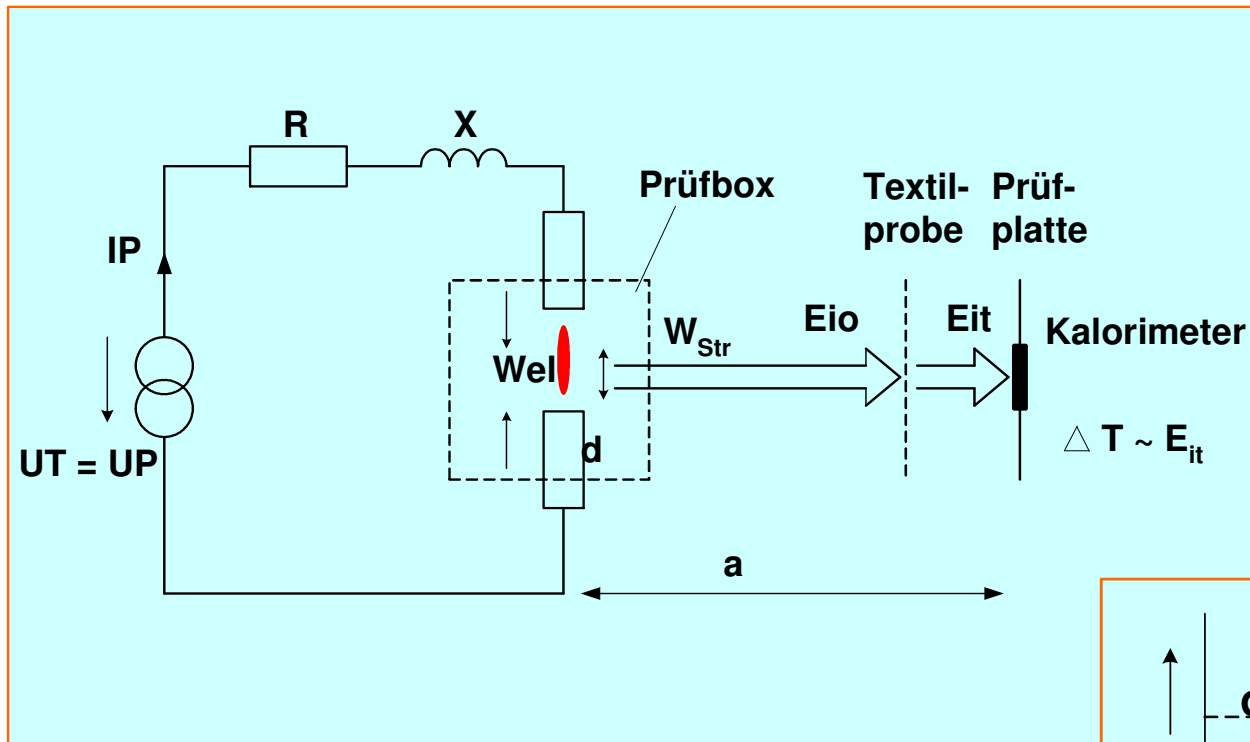 R
X
Prüfbox
Textil-
probe
Prüf-
platte
IP
W_Str
Eio
Eit
Kalorimeter
Wel
UT = UP
d
△ T ~ E_it
a